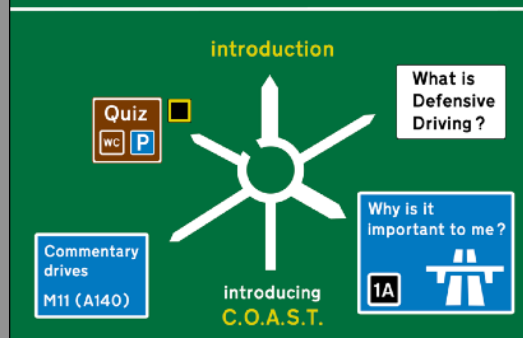 introduction
What is
Defensive
Driving ?
Quiz
WC P
Why is it
important to me?
1A
Commentary
drives
M11 (A140)
introducing
C.O.A.S.T.